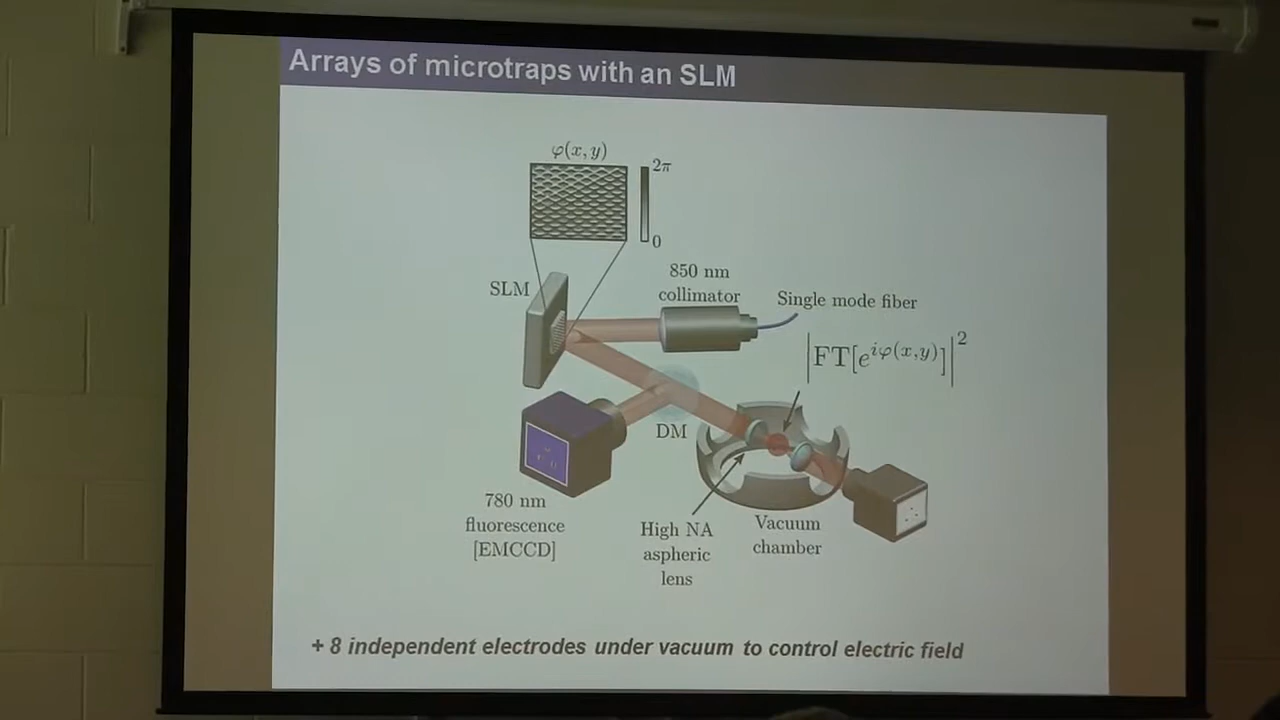 Arrays of microtraps with an SLM
φ(x, y)
2π
0
SLM
850 nm
collimator
Single mode fiber
|FT[e^{iφ(x,y)}]|^2
DM
780 nm
fluorescence
[EMCCD]
High NA
aspheric
lens
Vacuum
chamber
+ 8 independent electrodes under vacuum to control electric field